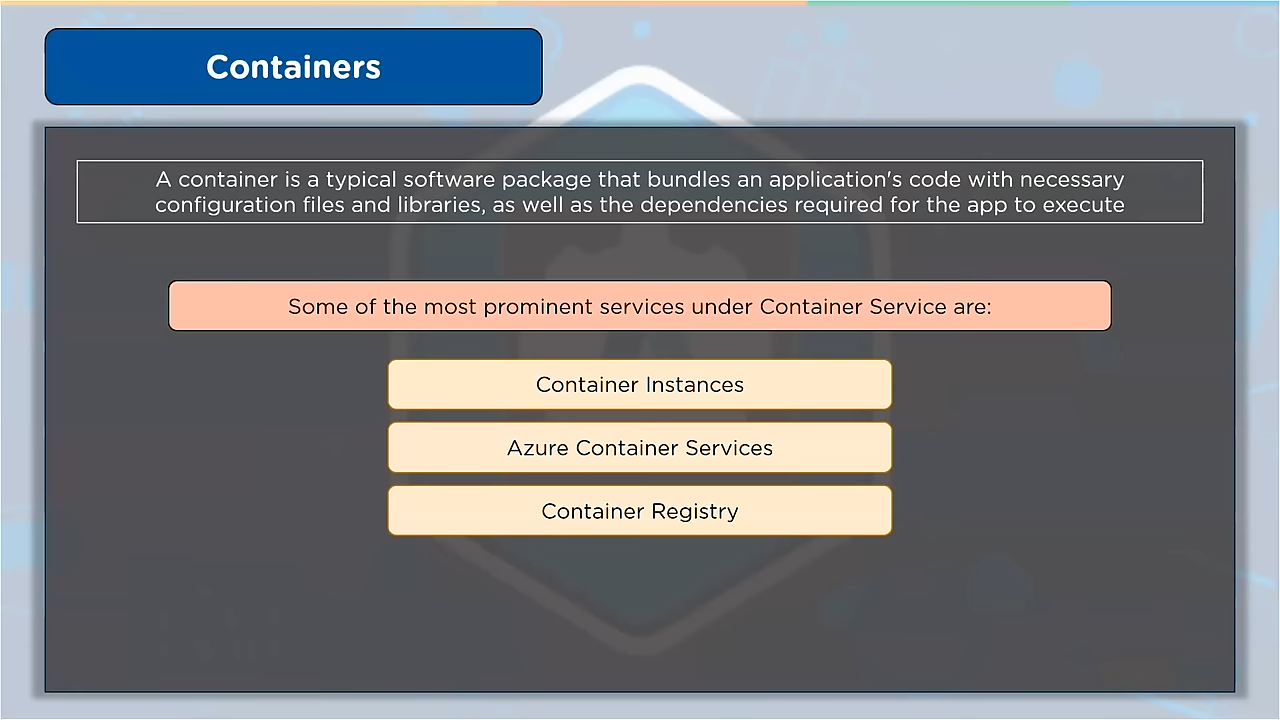 Containers
A container is a typical software package that bundles an application's code with necessary
configuration files and libraries, as well as the dependencies required for the app to execute
Some of the most prominent services under Container Service are:
Container Instances
Azure Container Services
Container Registry